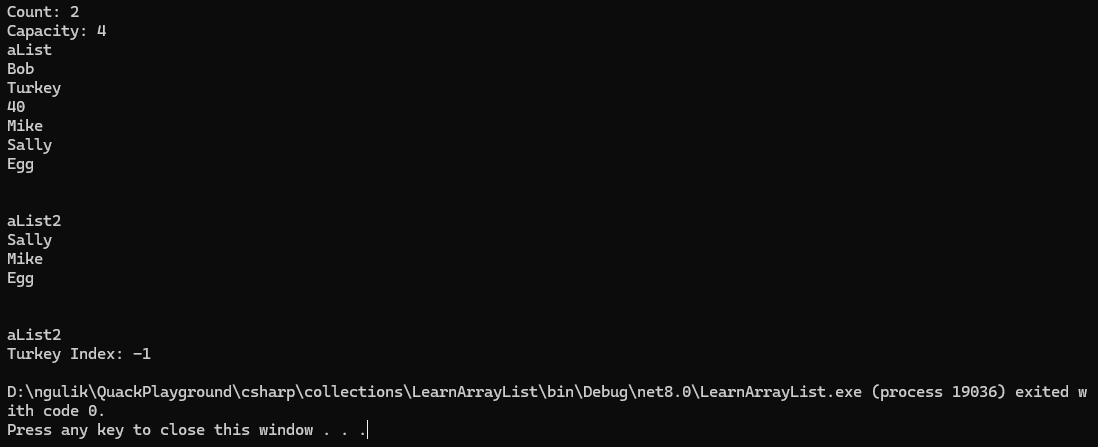 Count: 2
Capacity: 4
aList
Bob
Turkey
40
Mike
Sally
Egg
aList2
Sally
Mike
Egg
aList2
Turkey Index: -1
D:\ngulik\QuackPlayground\csharp\collections\LearnArrayList\bin\Debug\net8.0\LearnArrayList.exe (process 19036) exited w
ith code 0.
Press any key to close this window . . .